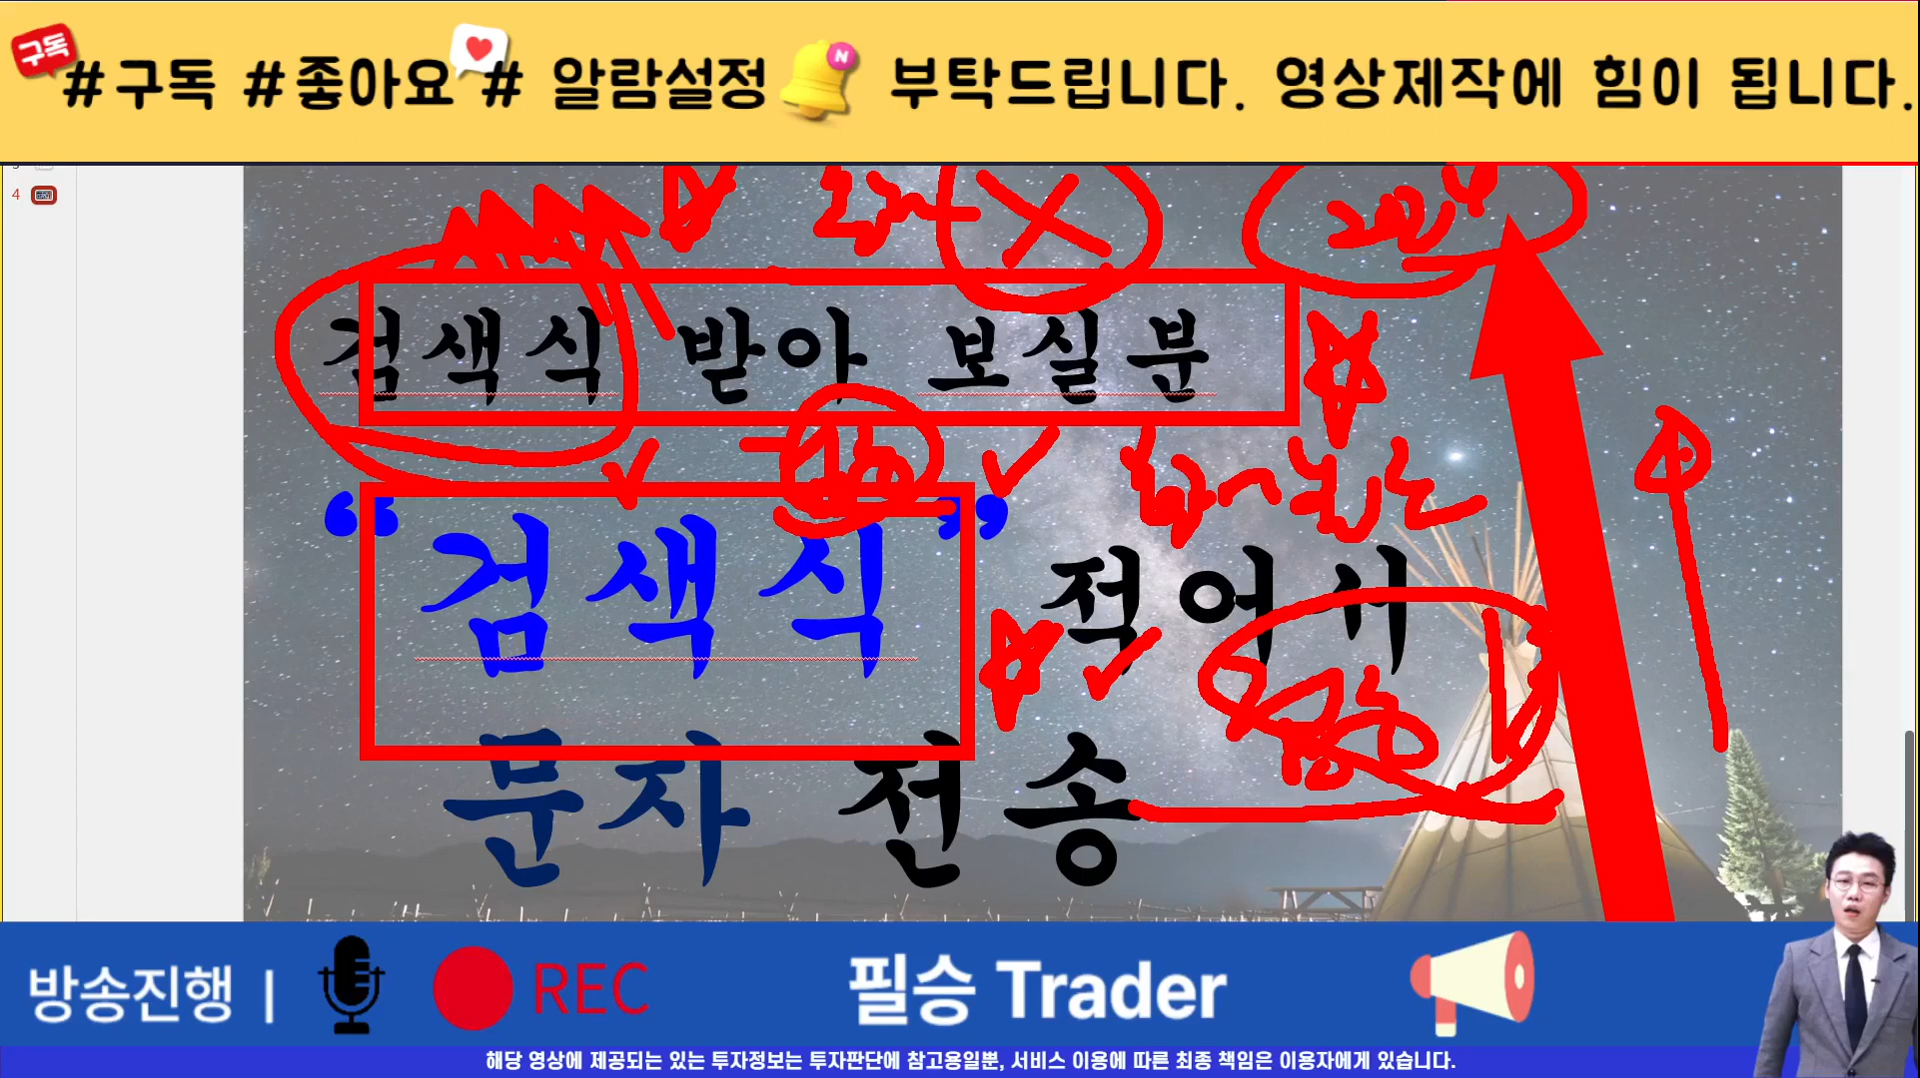 구독
#구독 #좋아요 # 알람설정 N 부탁드립니다. 영상제작에 힘이 됩니다.
4
검색식 받아 보실분
“검색식” 적어서
문자 전송
방송진행 | REC 필승 Trader
해당 영상에 제공되는 있는 투자정보는 투자판단에 참고용일뿐, 서비스 이용에 따른 최종 책임은 이용자에게 있습니다.